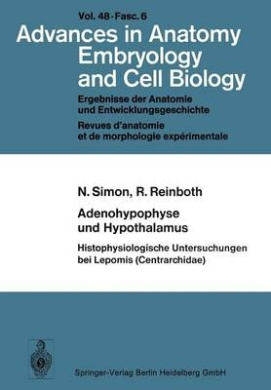 Vol. 48 · Fasc. 6
Advances in Anatomy
Embryology
and Cell Biology
Ergebnisse der Anatomie
und Entwicklungsgeschichte
Revues d'anatomie
et de morphologie expérimentale
N. Simon, R. Reinboth
Adenohypophyse
und Hypothalamus
Histophysiologische Untersuchungen
bei Lepomis (Centrarchidae)
Springer-Verlag Berlin Heidelberg GmbH